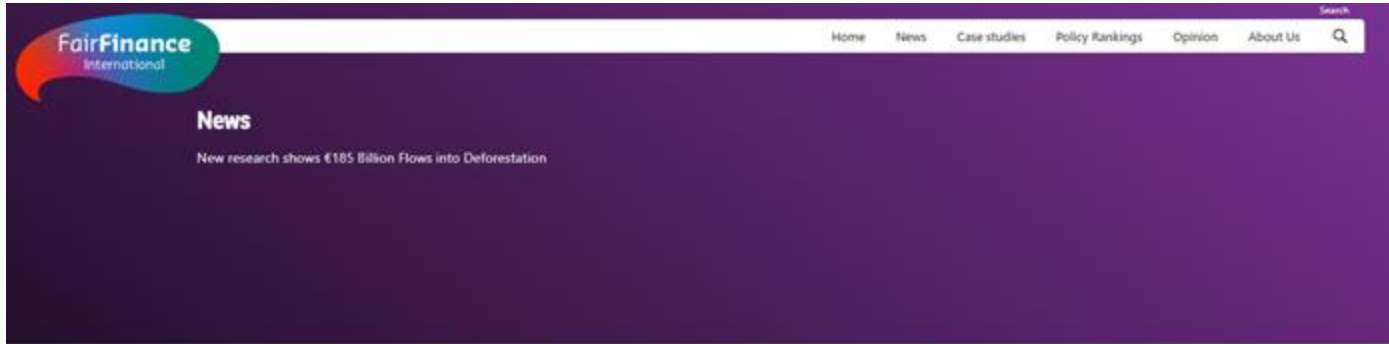 Search
FairFinance
International
Home News Case studies Policy Rankings Opinion About Us
News
New research shows €185 Billion Flows into Deforestation